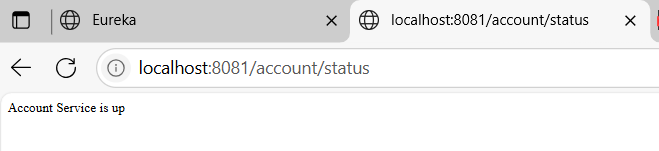 Eureka
localhost:8081/account/status
localhost:8081/account/status
Account Service is up